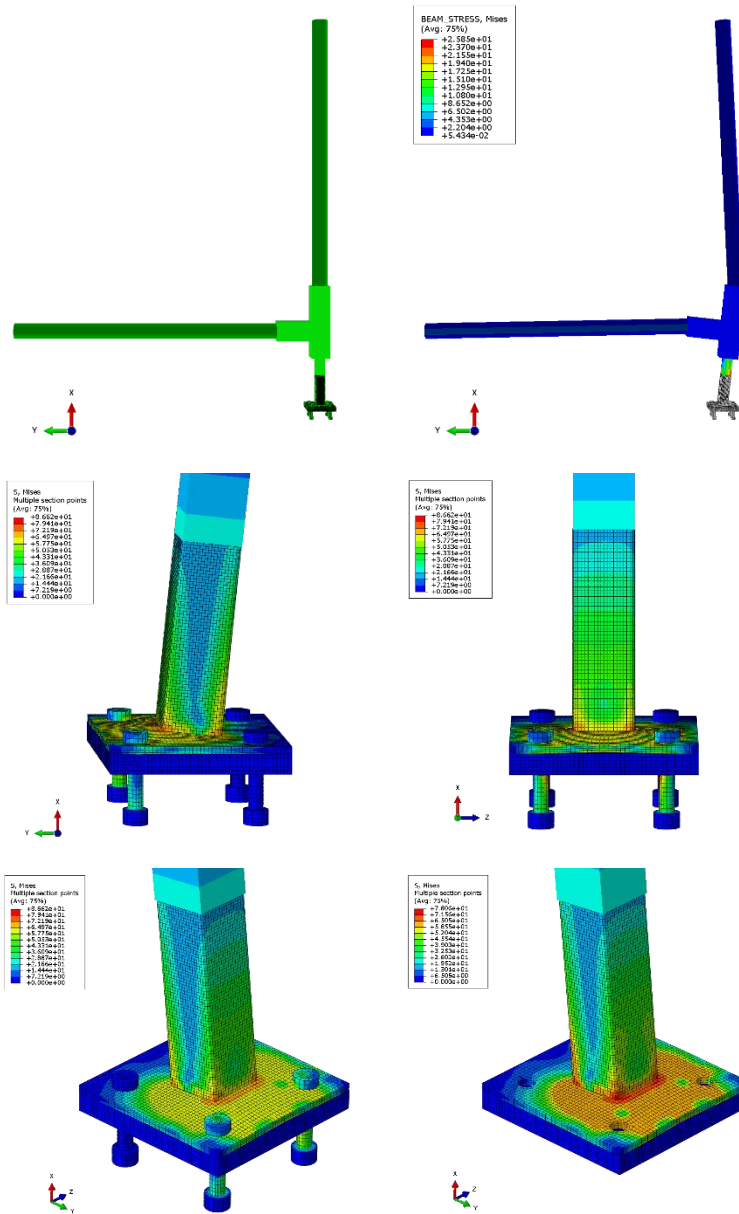 BEAM_STRESS, Mises
(Avg: 75%)
+2.585e+01
+2.370e+01
+2.155e+01
+1.940e+01
+1.725e+01
+1.510e+01
+1.295e+01
+1.080e+01
+8.652e+00
+6.502e+00
+4.353e+00
+2.204e+00
+5.434e-02
X
Y
X
Y
S, Mises
Multiple section points
(Avg: 75%)
+8.662e+01
+7.941e+01
+7.219e+01
+6.497e+01
+5.775e+01
+5.053e+01
+4.331e+01
+3.609e+01
+2.887e+01
+2.166e+01
+1.444e+01
+7.219e+00
+0.000e+00
X
Y
S, Mises
Multiple section points
(Avg: 75%)
+8.662e+01
+7.941e+01
+7.219e+01
+6.497e+01
+5.775e+01
+5.053e+01
+4.331e+01
+3.609e+01
+2.887e+01
+2.166e+01
+1.444e+01
+7.219e+00
+0.000e+00
X
Z
S, Mises
Multiple section points
(Avg: 75%)
+8.662e+01
+7.941e+01
+7.219e+01
+6.497e+01
+5.775e+01
+5.053e+01
+4.331e+01
+3.609e+01
+2.887e+01
+2.166e+01
+1.444e+01
+7.219e+00
+0.000e+00
X
Z
Y
S, Mises
Multiple section points
(Avg: 75%)
+7.806e+01
+7.156e+01
+6.505e+01
+5.855e+01
+5.204e+01
+4.554e+01
+3.903e+01
+3.253e+01
+2.602e+01
+1.952e+01
+1.301e+01
+6.505e+00
+0.000e+00
X
Z
Y